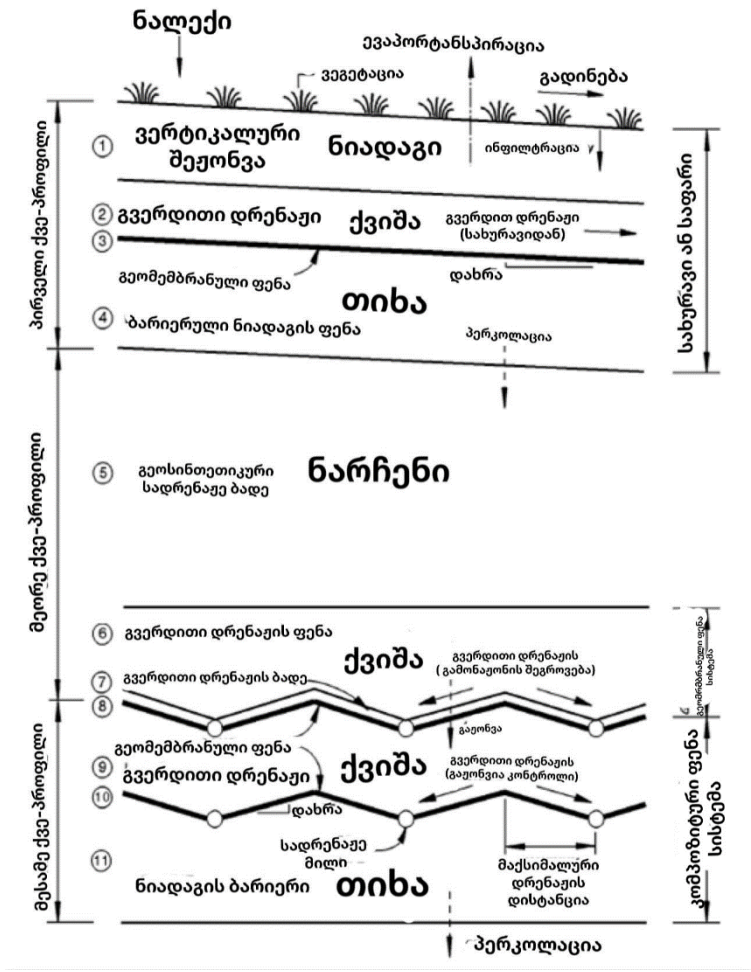 ნალექი
ევაპორტანსპირაცია
ვეგეტაცია
გადინება
პირველი ქვე-პროფილი
①
ვერტიკალური
შეჟონვა
ნიადაგი
ინფილტრაცია
სახურავი ან საფარი
②
გვერდითი დრენაჟი
ქვიშა
გვერდით დრენაჟი
(სახურავიდან)
③
გეომემბრანული ფენა
დახრა
თიხა
④
ბარიერული ნიადაგის ფენა
პერკოლაცია
მეორე ქვე-პროფილი
⑤
გეოსინთეთიკური
სადრენაჟე ბადე
ნარჩენი
⑥
გვერდითი დრენაჟის ფენა
ქვიშა
გვერდითი დრენაჟის
(გამონაჟონის შეგროვება)
გეომრმბრანული ფენა
სისტემა
⑦
გვერდითი დრენაჟის ბადე
⑧
გაჟონვა
მესამე ქვე-პროფილი
გეომემბრანული ფენა
⑨
გვერდითი დრენაჟი
ქვიშა
გვერდითი დრენაჟის
(გაჟონვია კონტროლი)
კომპოზიტური ფენა
სისტემა
⑩
დახრა
სადრენაჟე
მილი
⑪
ნიადაგის ბარიერი
თიხა
მაქსიმალური
დრენაჟის
დისტანცია
პერკოლაცია